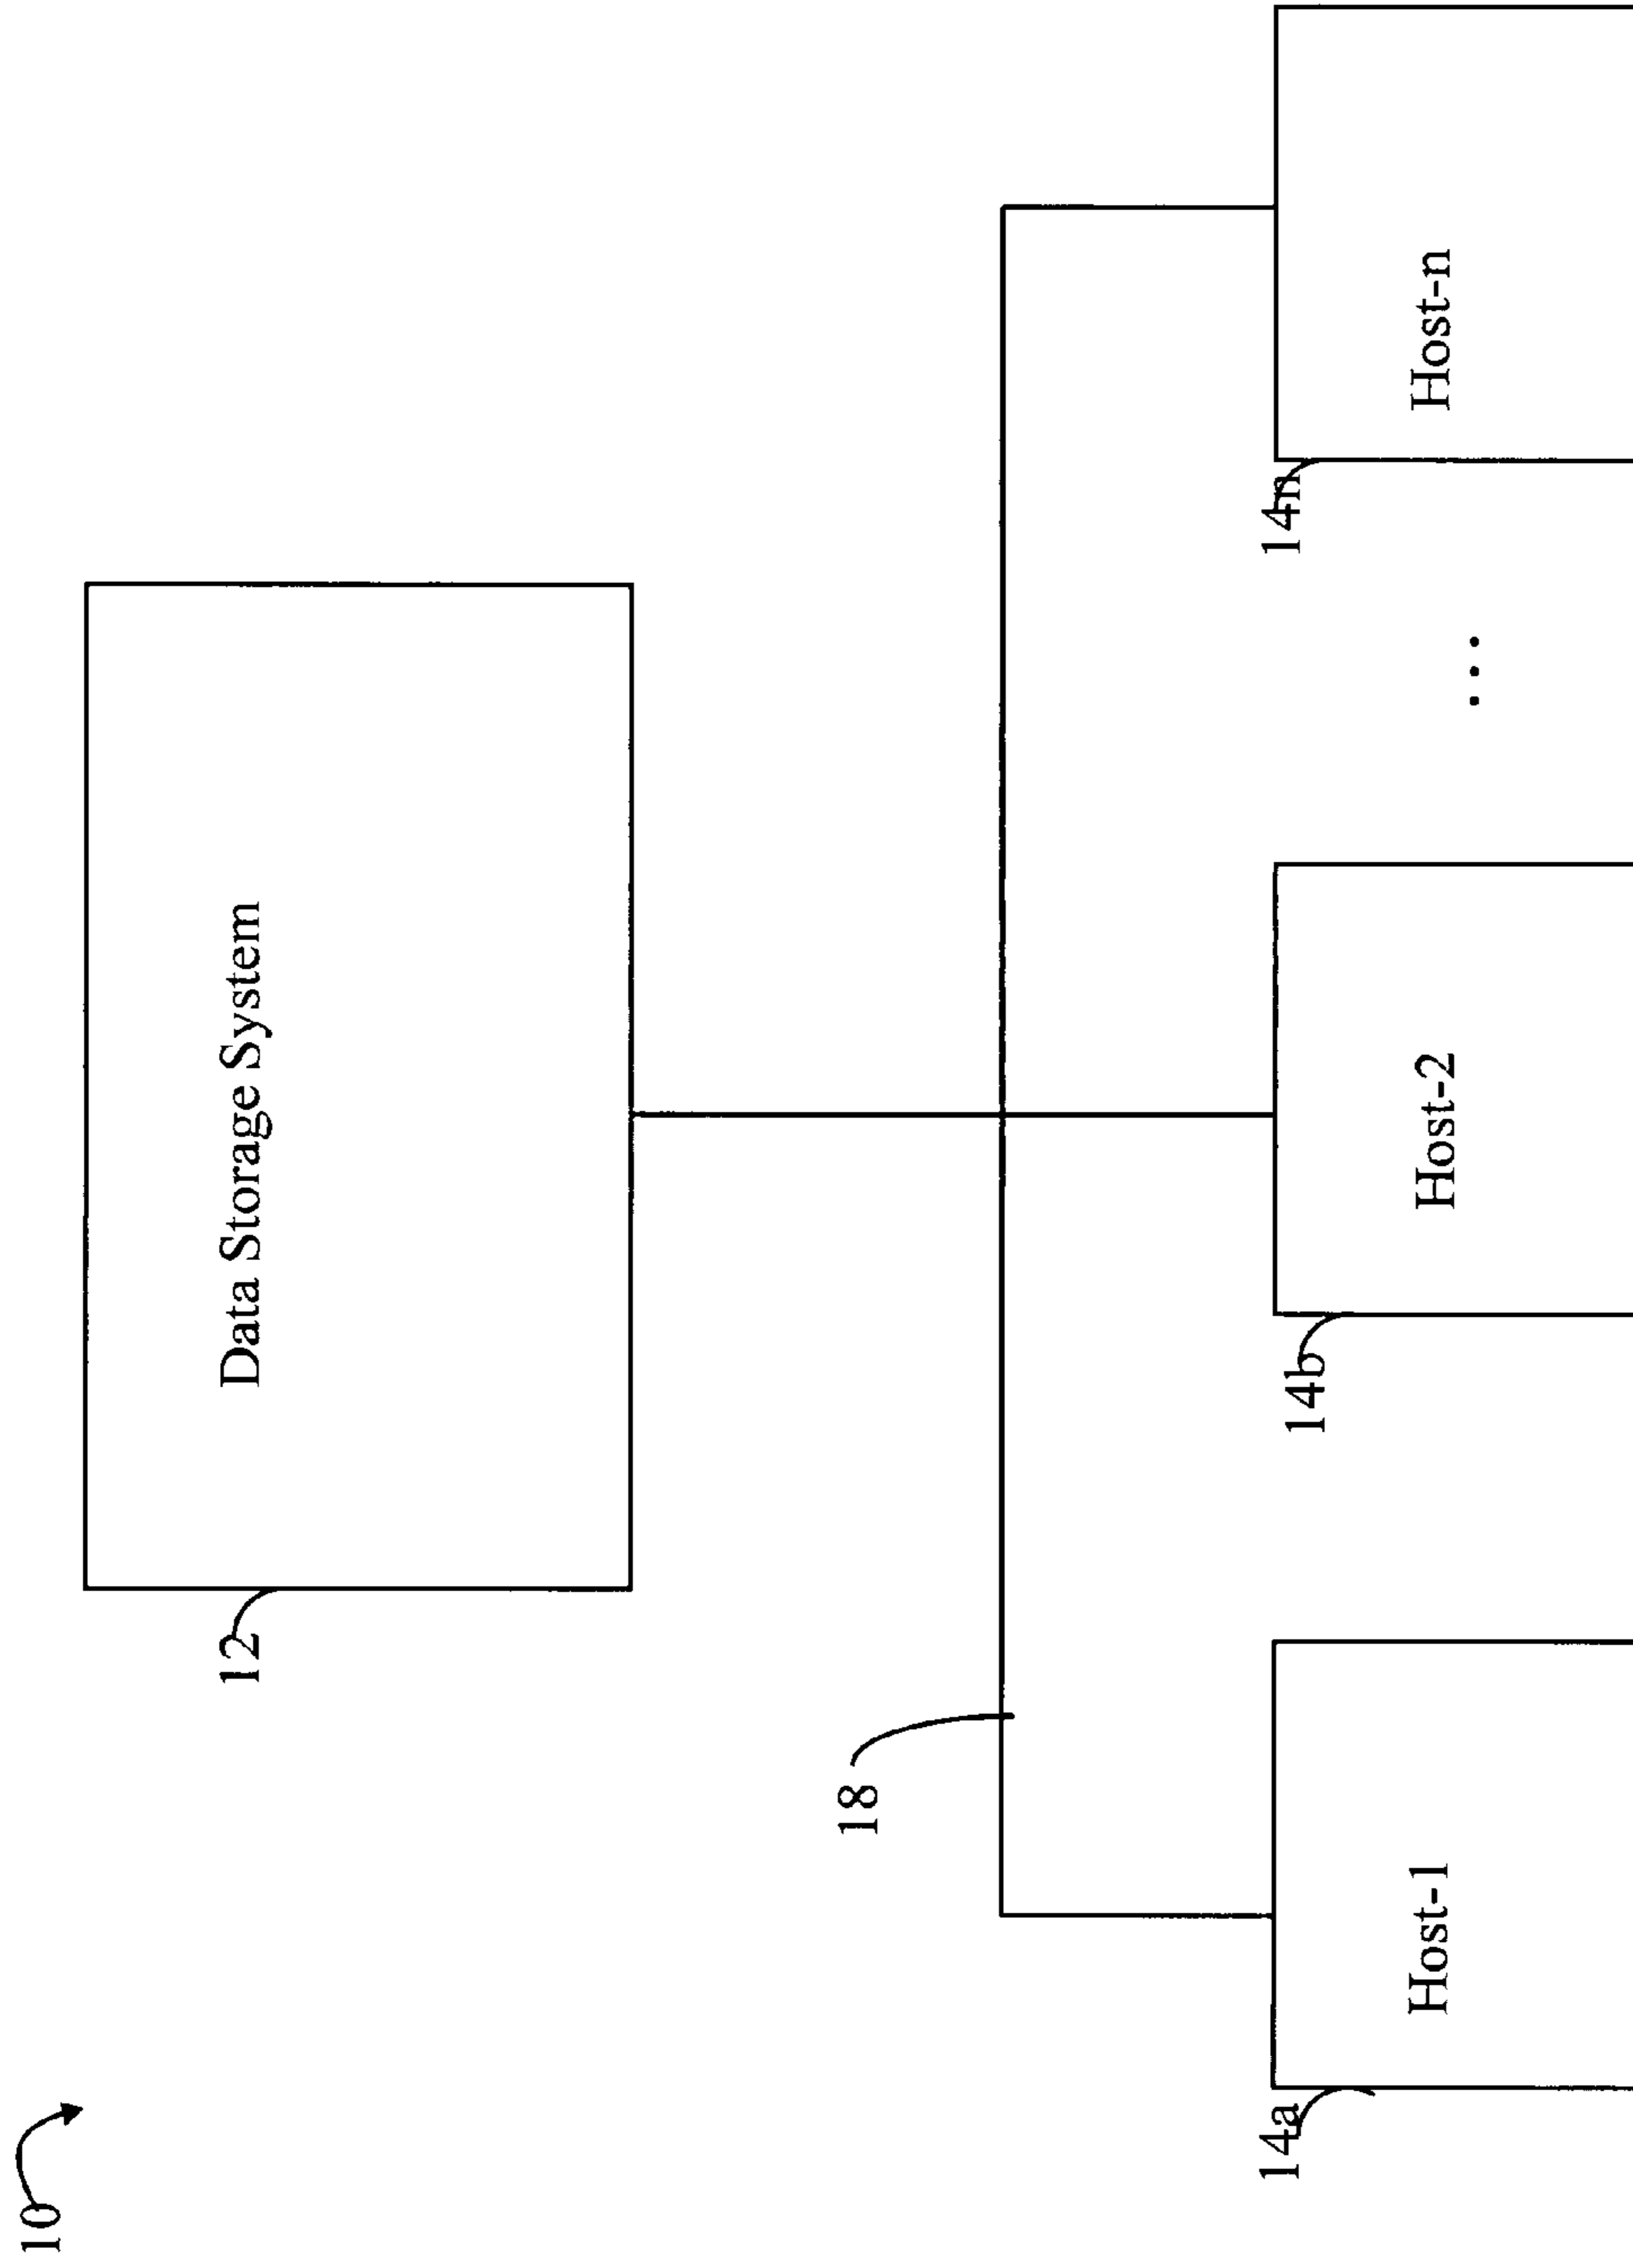 10
12
Data Storage System
18
14a
Host-1
14b
Host-2
...
14n
Host-n